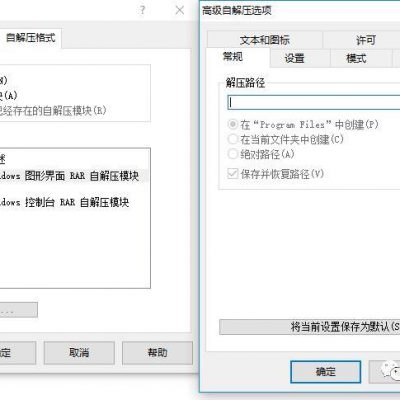 自解压格式
N)
块(A)
已经存在的自解压模块(R)
述
dows 图形界面 RAR 自解压模块
dows 控制台 RAR 自解压模块
...
定
取消
帮助
高级自解压选项
文本和图标
许可
常规
设置
模式
解压路径
在“Program Files”中创建(P)
在当前文件夹中创建(C)
绝对路径(A)
保存并恢复路径(V)
将当前设置保存为默认(S
确定